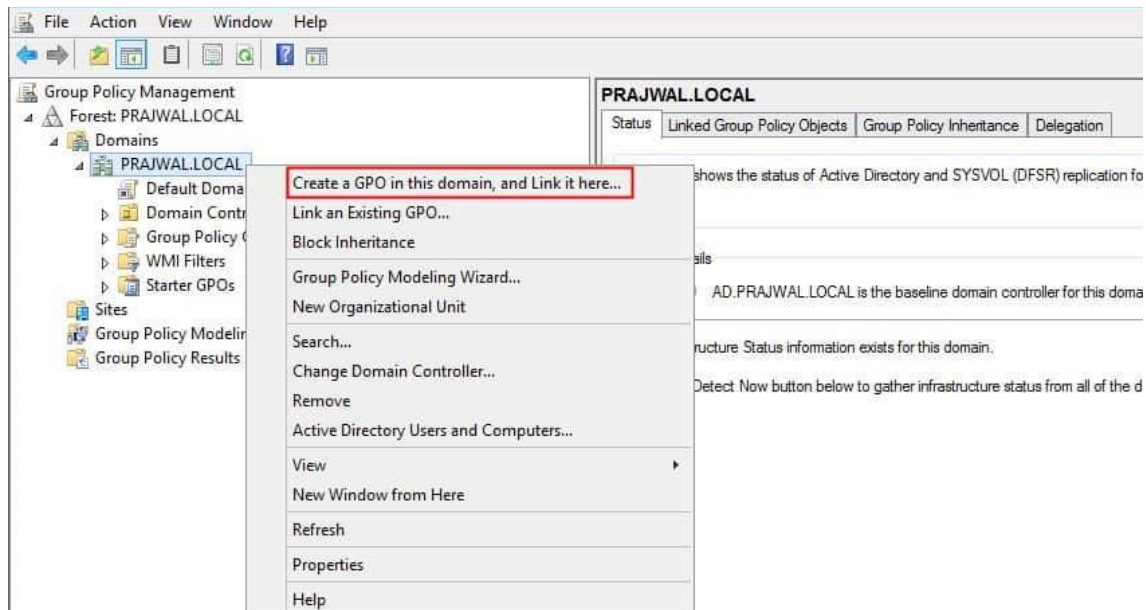 File Action View Window Help
Group Policy Management
Forest: PRAJWAL.LOCAL
Domains
PRAJWAL.LOCAL
Default Doma
Domain Contr
Group Policy
WMI Filters
Starter GPOs
Sites
Group Policy Modelin
Group Policy Results
Create a GPO in this domain, and Link it here...
Link an Existing GPO...
Block Inheritance
Group Policy Modeling Wizard...
New Organizational Unit
Search...
Change Domain Controller...
Remove
Active Directory Users and Computers...
View
New Window from Here
Refresh
Properties
Help
PRAJWAL.LOCAL
Status Linked Group Policy Objects Group Policy Inheritance Delegation
shows the status of Active Directory and SYSVOL (DFSR) replication fo
ails
AD.PRAJWAL.LOCAL is the baseline domain controller for this doma
ructure Status information exists for this domain.
Detect Now button below to gather infrastructure status from all of the d